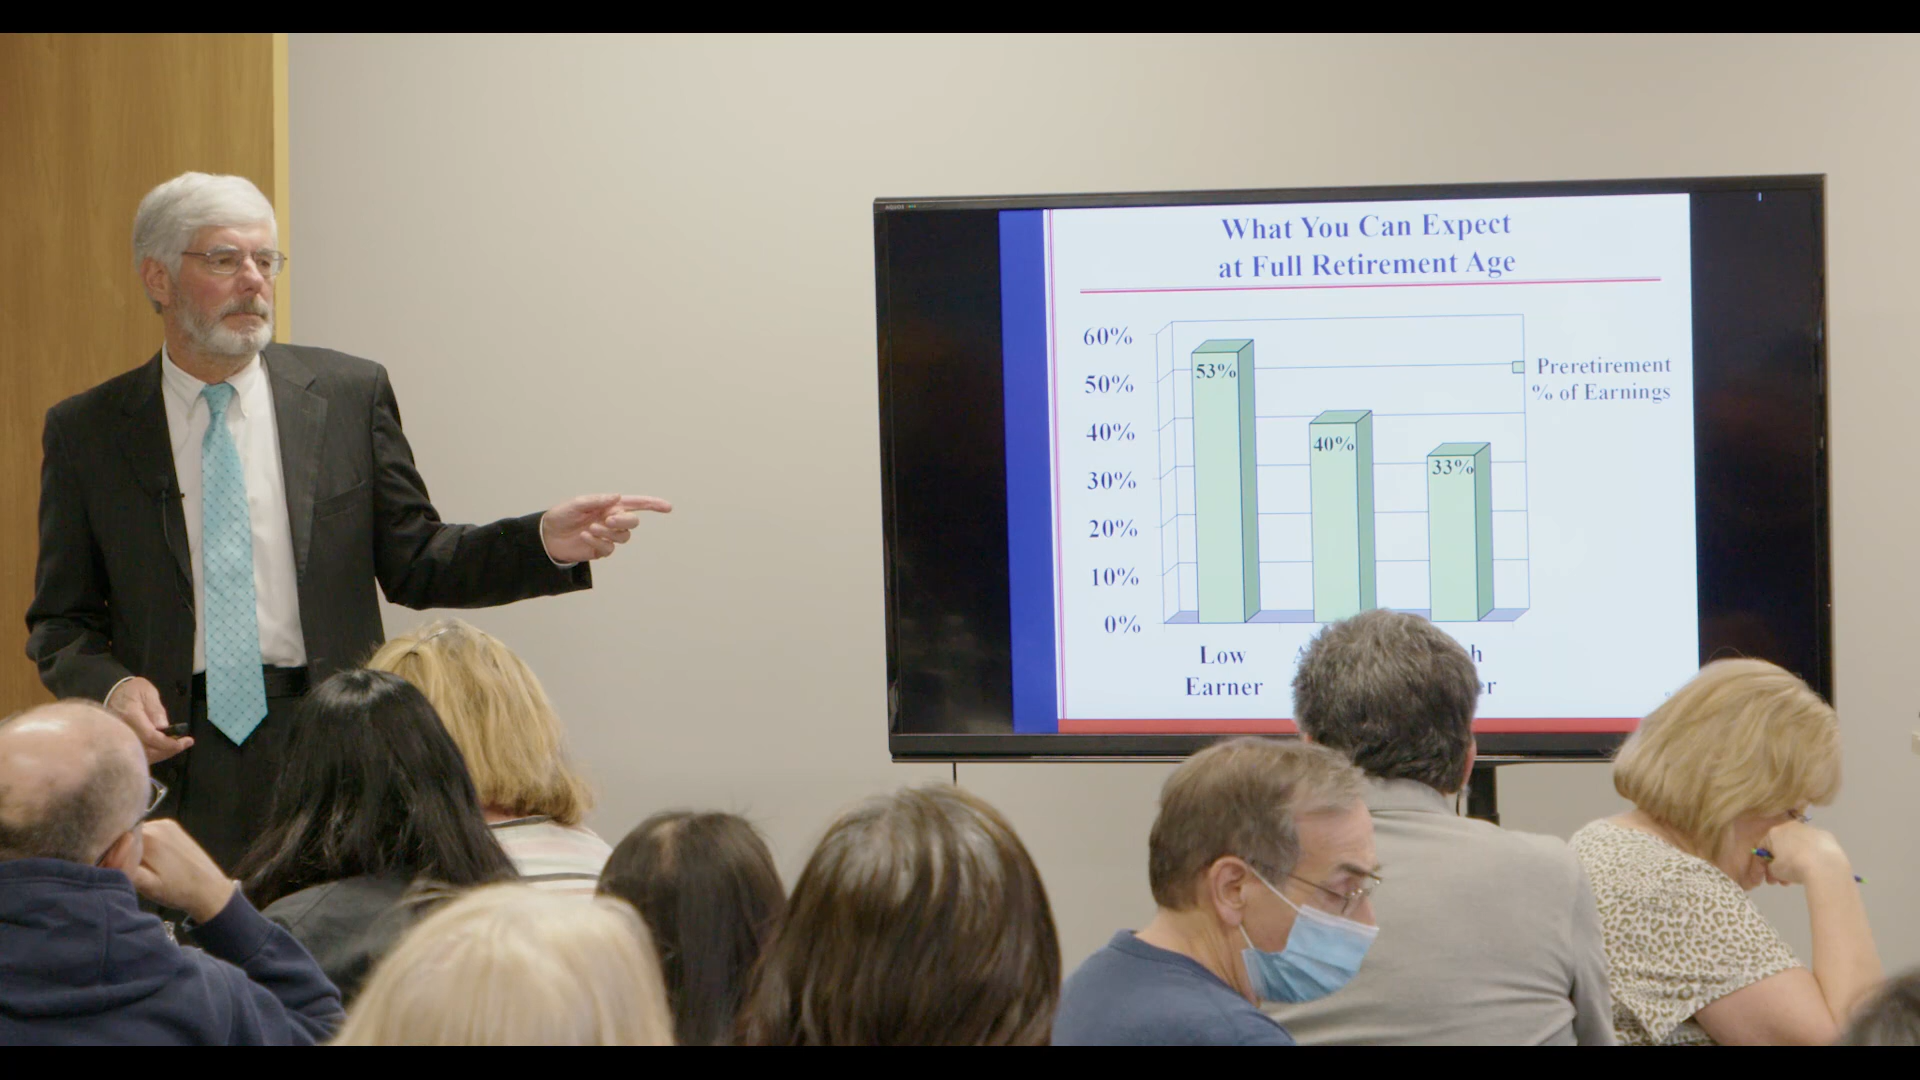 What You Can Expect
at Full Retirement Age
60%
50%
40%
30%
20%
10%
0%
53%
40%
33%
Preretirement
% of Earnings
Low
Earner